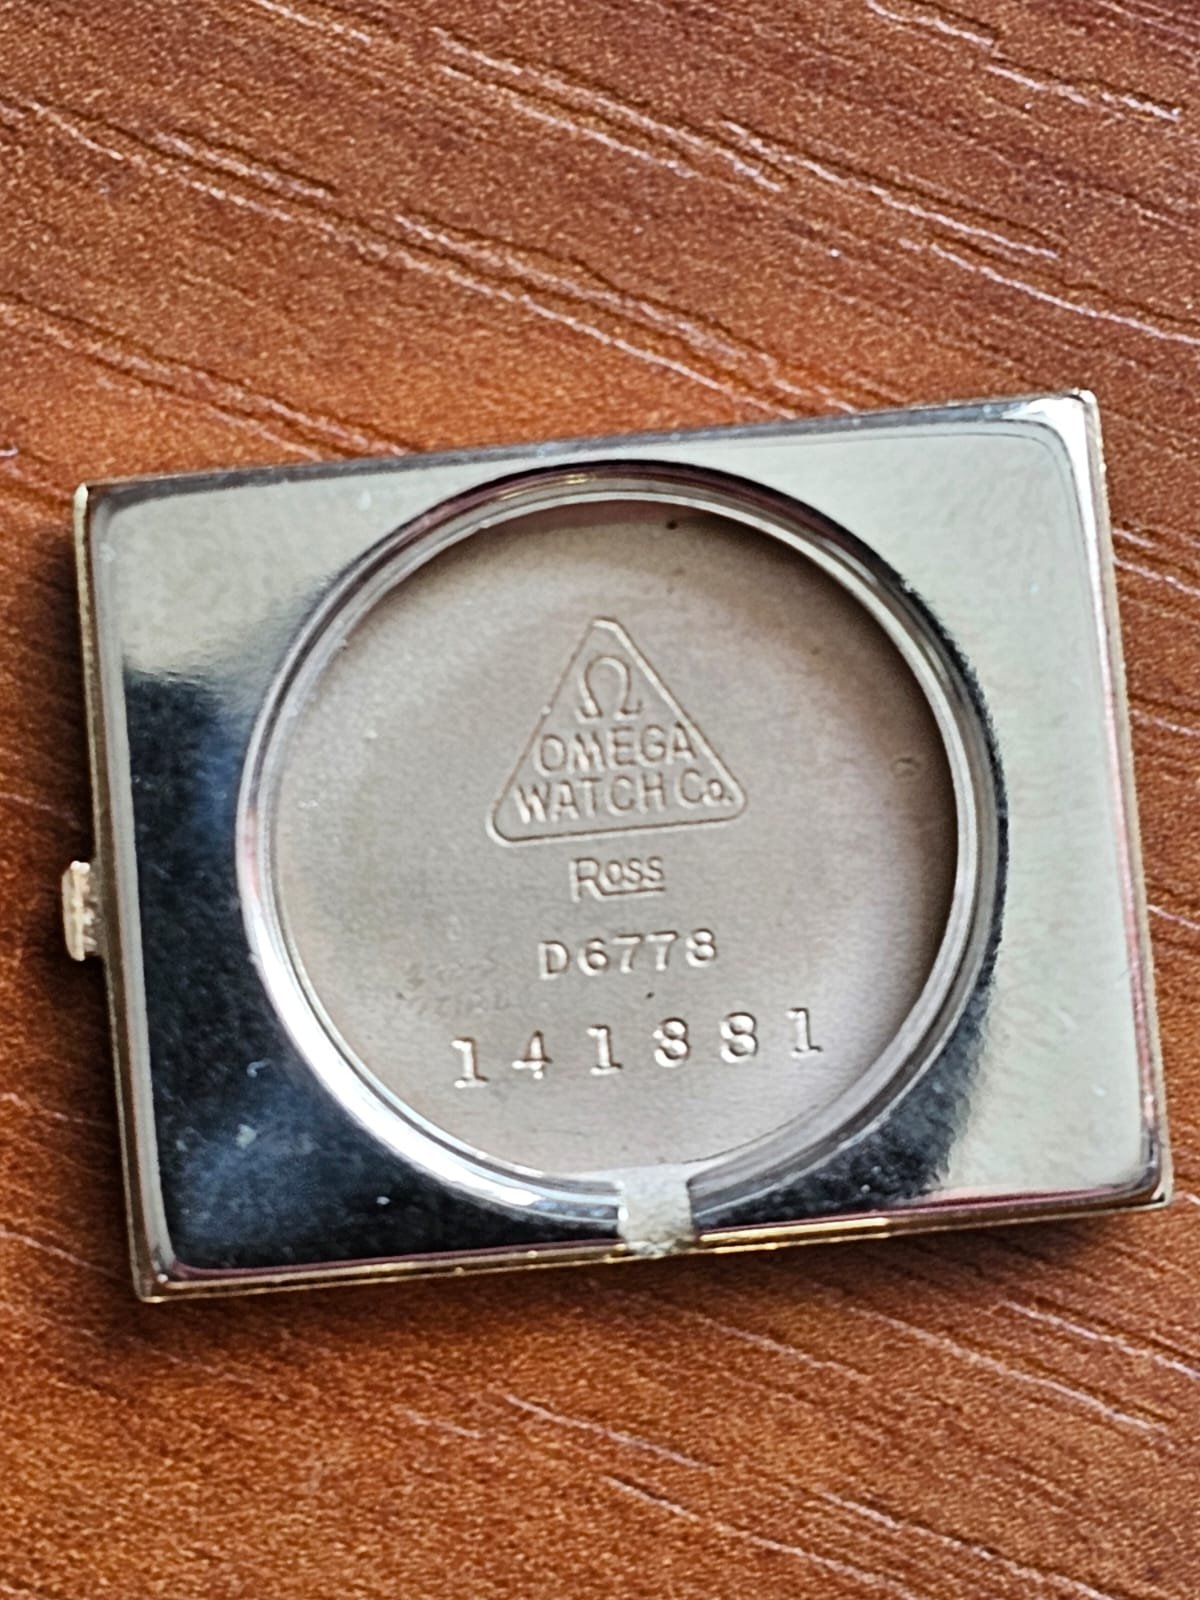 Ω
OMEGA
WATCH Co.
Ross
D6778
141881